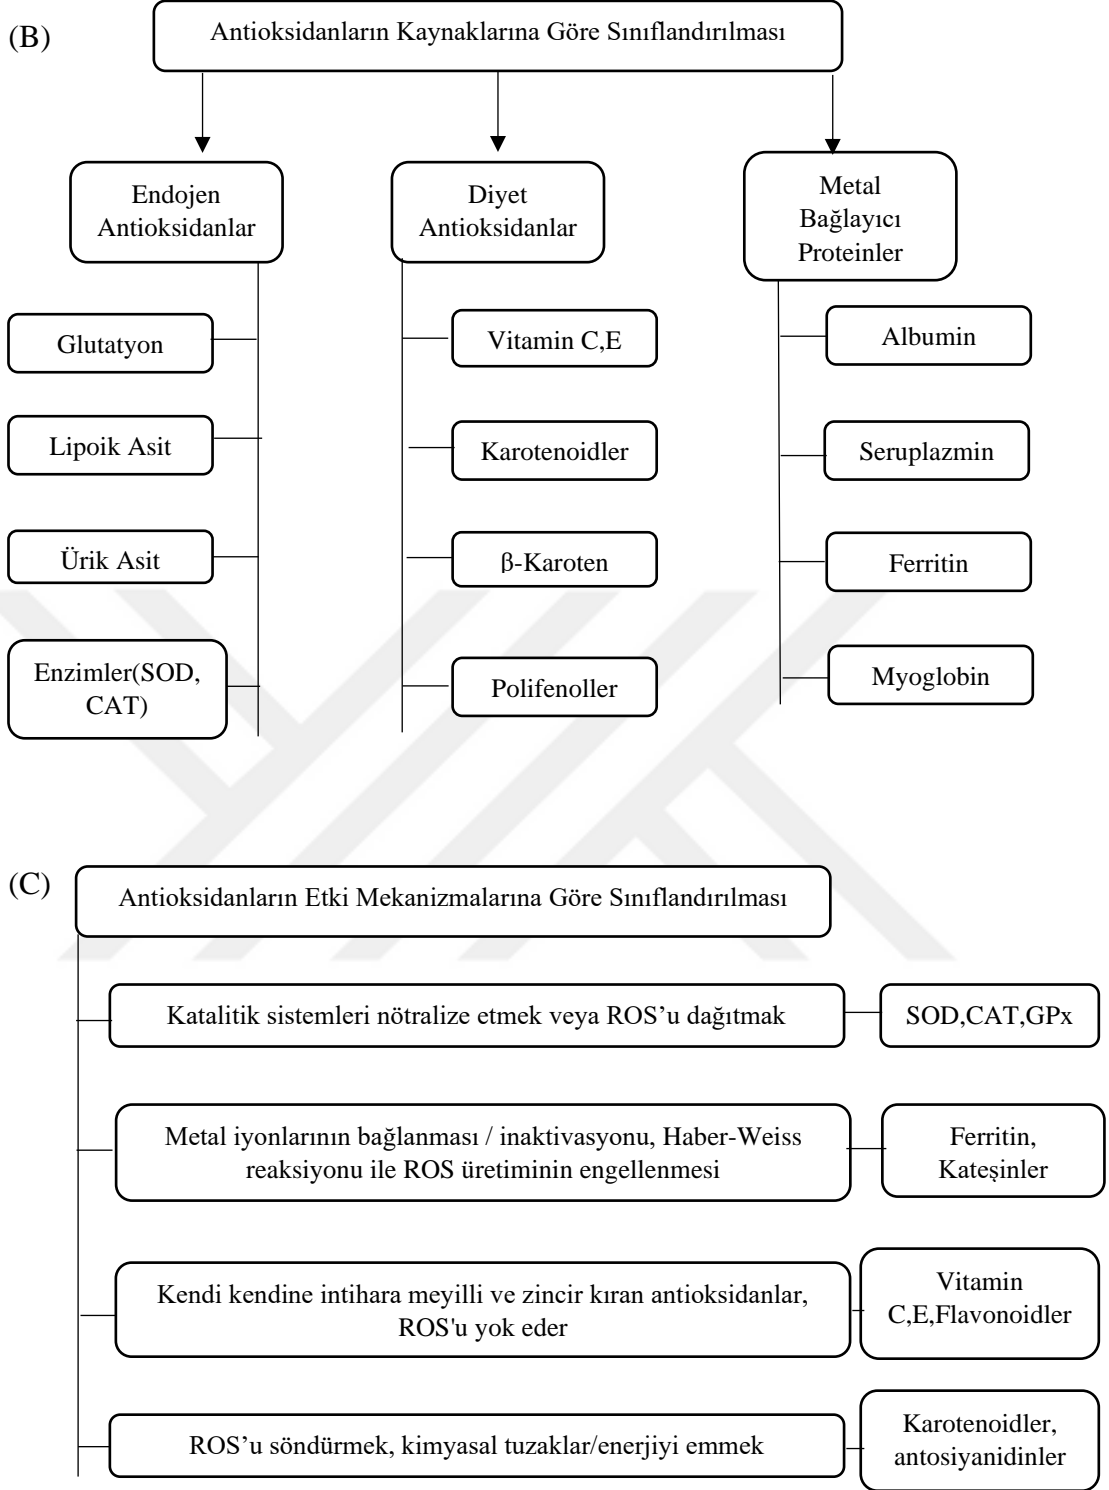 (B)
Antioksidanların Kaynaklarına Göre Sınıflandırılması
Endojen
Antioksidanlar
Diyet
Antioksidanlar
Metal
Bağlayıcı
Proteinler
Glutatyon
Vitamin C,E
Albumin
Lipoik Asit
Karotenoidler
Seruplazmin
Ürik Asit
β-Karoten
Ferritin
Enzimler(SOD,
CAT)
Polifenoller
Myoglobin
(C)
Antioksidanların Etki Mekanizmalarına Göre Sınıflandırılması
Katalitik sistemleri nötralize etmek veya ROS’u dağıtmak
SOD,CAT,GPx
Metal iyonlarının bağlanması / inaktivasyonu, Haber-Weiss
reaksiyonu ile ROS üretiminin engellenmesi
Ferritin,
Kateşinler
Kendi kendine intihara meyilli ve zincir kıran antioksidanlar,
ROS'u yok eder
Vitamin
C,E,Flavonoidler
ROS’u söndürmek, kimyasal tuzaklar/enerjiyi emmek
Karotenoidler,
antosiyanidinler